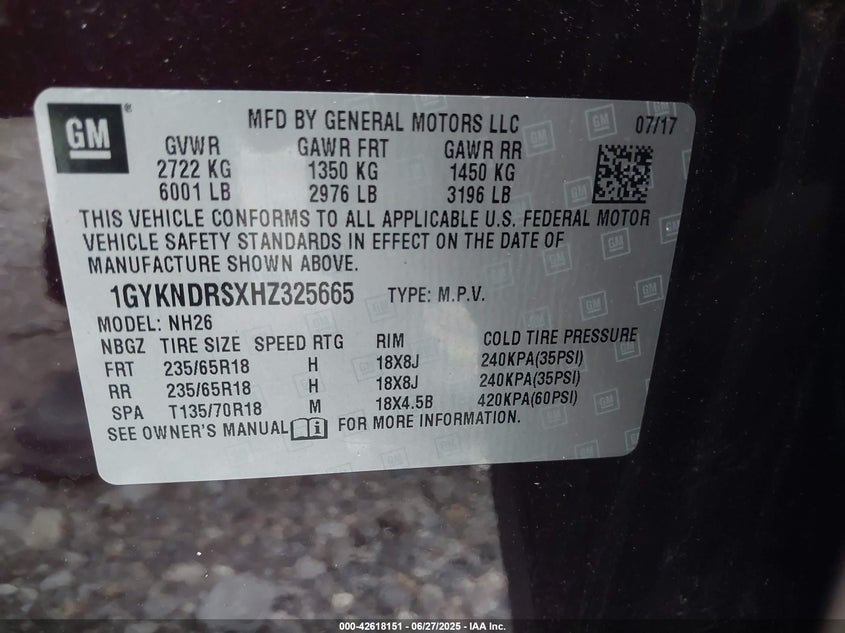 GM ®
MFD BY GENERAL MOTORS LLC 07/17
GVWR GAWR FRT GAWR RR
2722 KG 1350 KG 1450 KG
6001 LB 2976 LB 3196 LB
THIS VEHICLE CONFORMS TO ALL APPLICABLE U.S. FEDERAL MOTOR
VEHICLE SAFETY STANDARDS IN EFFECT ON THE DATE OF
MANUFACTURE SHOWN ABOVE.
1GYKNDRSXHZ325665 TYPE: M.P.V.
MODEL: NH26
NBGZ TIRE SIZE SPEED RTG RIM COLD TIRE PRESSURE
FRT 235/65R18 H 18X8J 240KPA(35PSI)
RR 235/65R18 H 18X8J 240KPA(35PSI)
SPA T135/70R18 M 18X4.5B 420KPA(60PSI)
SEE OWNER'S MANUAL FOR MORE INFORMATION.
000-42618151 - 06/27/2025 - IAA Inc.